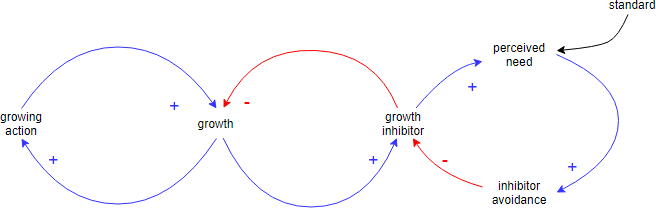 standard
perceived
need
+
growing
action
+
growth
-
growth
inhibitor
+
+
-
+
inhibitor
avoidance